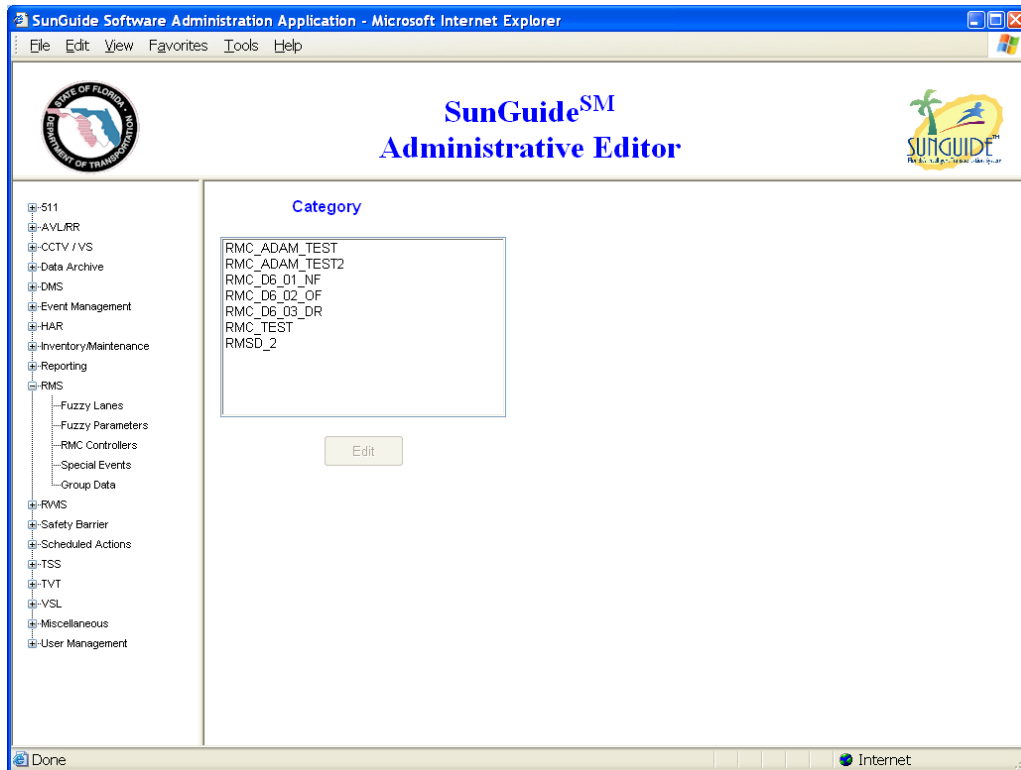 SunGuide Software Administration Application - Microsoft Internet Explorer
File Edit View Favorites Tools Help
STATE OF FLORIDA
DEPARTMENT OF TRANSPORTATION
SunGuideSM
Administrative Editor
SUNGUIDE™
511
AVL/RR
CCTV / VS
Data Archive
DMS
Event Management
HAR
Inventory/Maintenance
Reporting
RMS
Fuzzy Lanes
Fuzzy Parameters
RMC Controllers
Special Events
Group Data
RWIS
Safety Barrier
Scheduled Actions
TSS
TVT
VSL
Miscellaneous
User Management
Category
RMC_ADAM_TEST
RMC_ADAM_TEST2
RMC_D6_01_NF
RMC_D6_02_OF
RMC_D6_03_DR
RMC_TEST
RMSD_2
Edit
Done
Internet